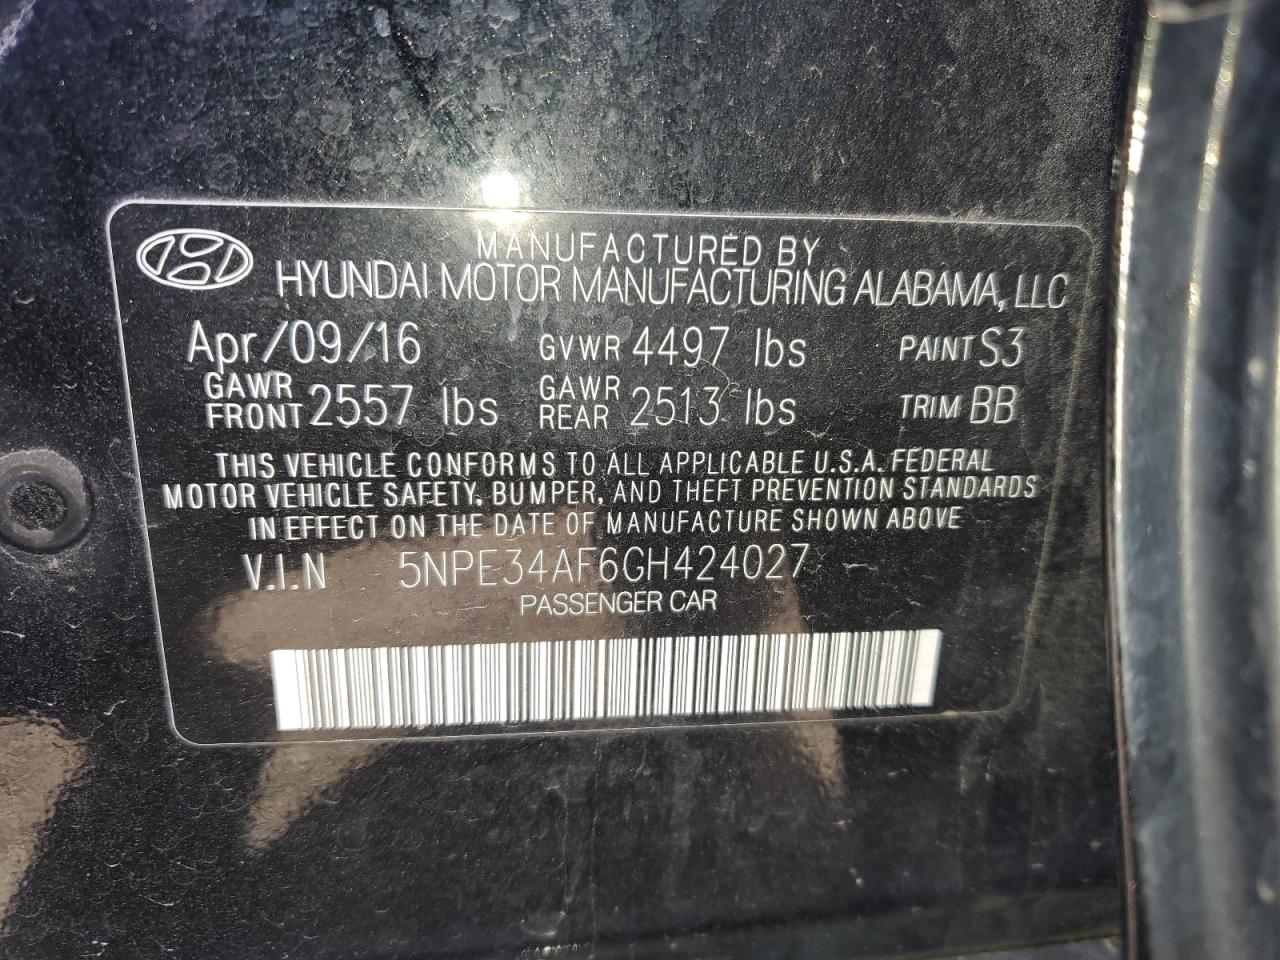 MANUFACTURED BY
HYUNDAI MOTOR MANUFACTURING ALABAMA, LLC
Apr/09/16 GVWR 4497 lbs PAINT S3
GAWR FRONT 2557 lbs GAWR REAR 2513 lbs TRIM BB
THIS VEHICLE CONFORMS TO ALL APPLICABLE U.S.A. FEDERAL
MOTOR VEHICLE SAFETY, BUMPER, AND THEFT PREVENTION STANDARDS
IN EFFECT ON THE DATE OF MANUFACTURE SHOWN ABOVE
V.I.N 5NPE34AF6GH424027
PASSENGER CAR